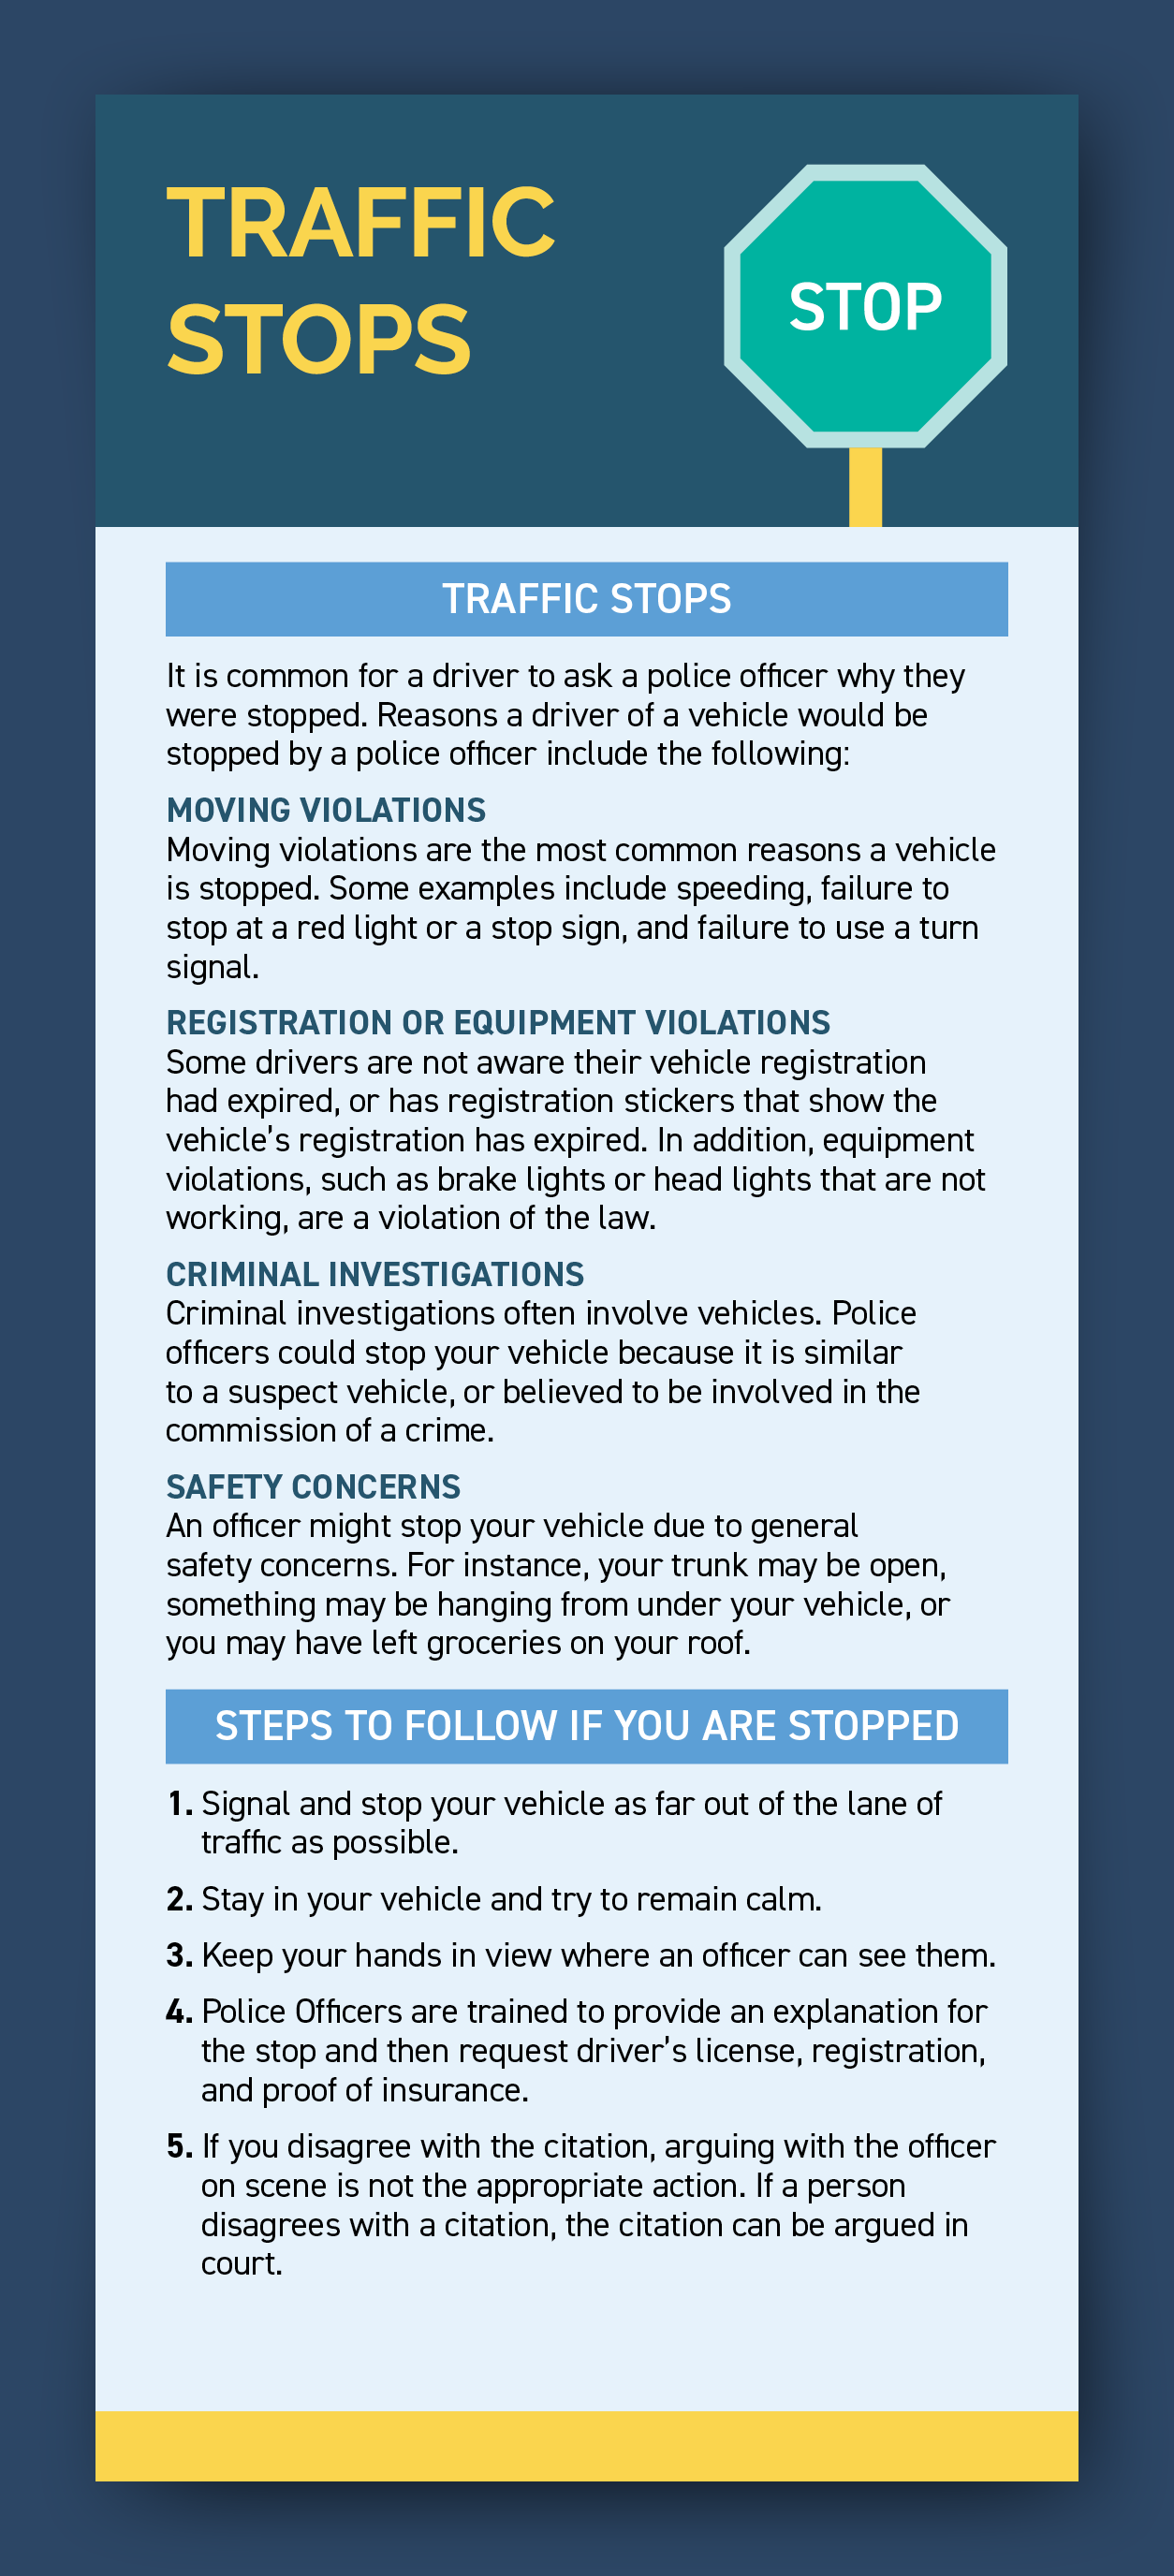 TRAFFIC
STOPS
STOP
TRAFFIC STOPS
It is common for a driver to ask a police officer why they
were stopped. Reasons a driver of a vehicle would be
stopped by a police officer include the following:
MOVING VIOLATIONS
Moving violations are the most common reasons a vehicle
is stopped. Some examples include speeding, failure to
stop at a red light or a stop sign, and failure to use a turn
signal.
REGISTRATION OR EQUIPMENT VIOLATIONS
Some drivers are not aware their vehicle registration
had expired, or has registration stickers that show the
vehicle’s registration has expired. In addition, equipment
violations, such as brake lights or head lights that are not
working, are a violation of the law.
CRIMINAL INVESTIGATIONS
Criminal investigations often involve vehicles. Police
officers could stop your vehicle because it is similar
to a suspect vehicle, or believed to be involved in the
commission of a crime.
SAFETY CONCERNS
An officer might stop your vehicle due to general
safety concerns. For instance, your trunk may be open,
something may be hanging from under your vehicle, or
you may have left groceries on your roof.
STEPS TO FOLLOW IF YOU ARE STOPPED
1. Signal and stop your vehicle as far out of the lane of
traffic as possible.
2. Stay in your vehicle and try to remain calm.
3. Keep your hands in view where an officer can see them.
4. Police Officers are trained to provide an explanation for
the stop and then request driver’s license, registration,
and proof of insurance.
5. If you disagree with the citation, arguing with the officer
on scene is not the appropriate action. If a person
disagrees with a citation, the citation can be argued in
court.